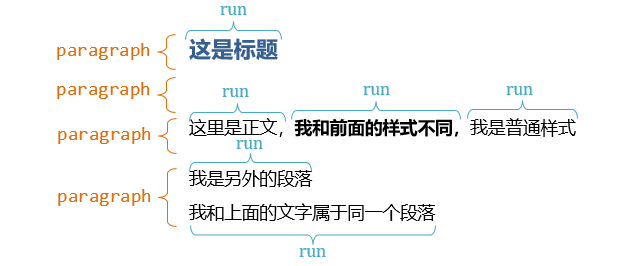 run
paragraph 这是标题
paragraph run run run
paragraph 这里是正文，我和前面的样式不同，我是普通样式
run
我是另外的段落
paragraph
我和上面的文字属于同一个段落
run